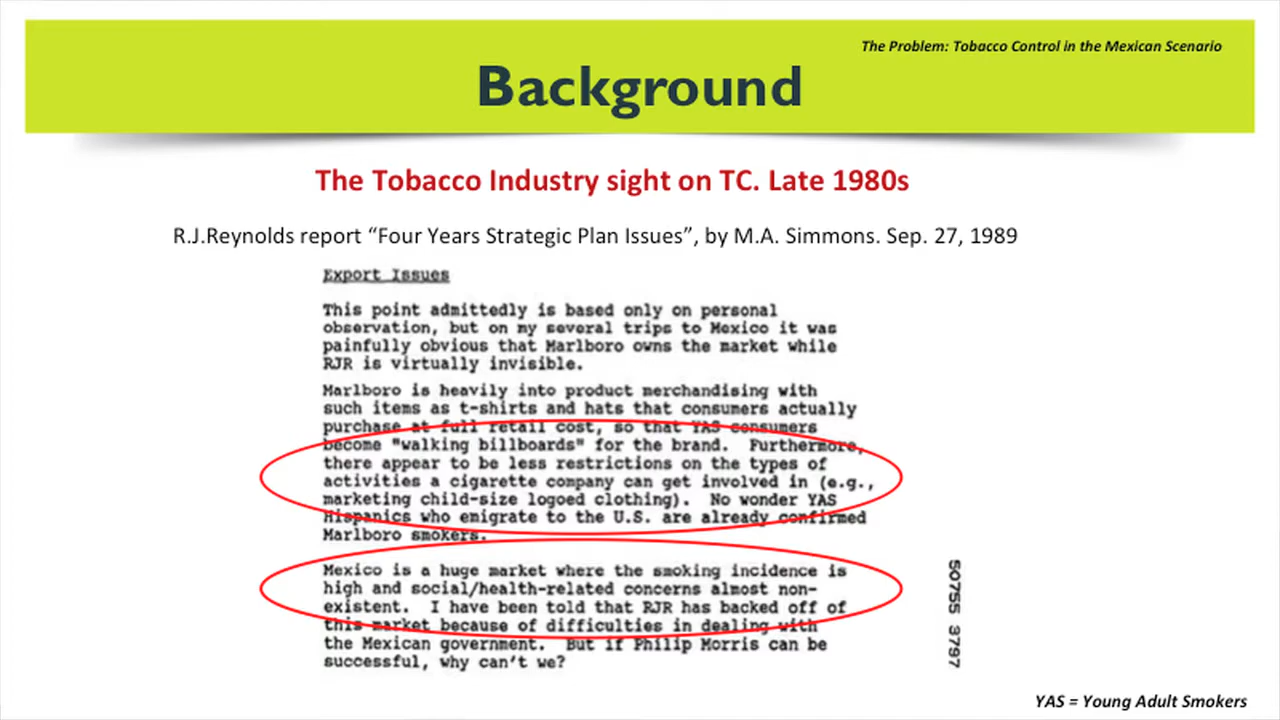 The Problem: Tobacco Control in the Mexican Scenario
Background
The Tobacco Industry sight on TC. Late 1980s
R.J.Reynolds report “Four Years Strategic Plan Issues”, by M.A. Simmons. Sep. 27, 1989
Export Issues
This point admittedly is based only on personal
observation, but on my several trips to Mexico it was
painfully obvious that Marlboro owns the market while
RJR is virtually invisible.
Marlboro is heavily into product merchandising with
such items as t-shirts and hats that consumers actually
purchase at full retail cost, so that YAS consumers
become "walking billboards" for the brand. Furthermore,
there appear to be less restrictions on the types of
activities a cigarette company can get involved in (e.g.,
marketing child-size logoed clothing). No wonder YAS
Hispanics who emigrate to the U.S. are already confirmed
Marlboro smokers.
Mexico is a huge market where the smoking incidence is
high and social/health-related concerns almost non-
existent. I have been told that RJR has backed off of
this market because of difficulties in dealing with
the Mexican government. But if Philip Morris can be
successful, why can't we?
50755 3797
YAS = Young Adult Smokers